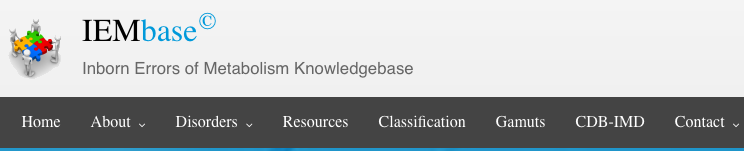 IEMbase©
Inborn Errors of Metabolism Knowledgebase
Home About Disorders Resources Classification Gamuts CDB-IMD Contact